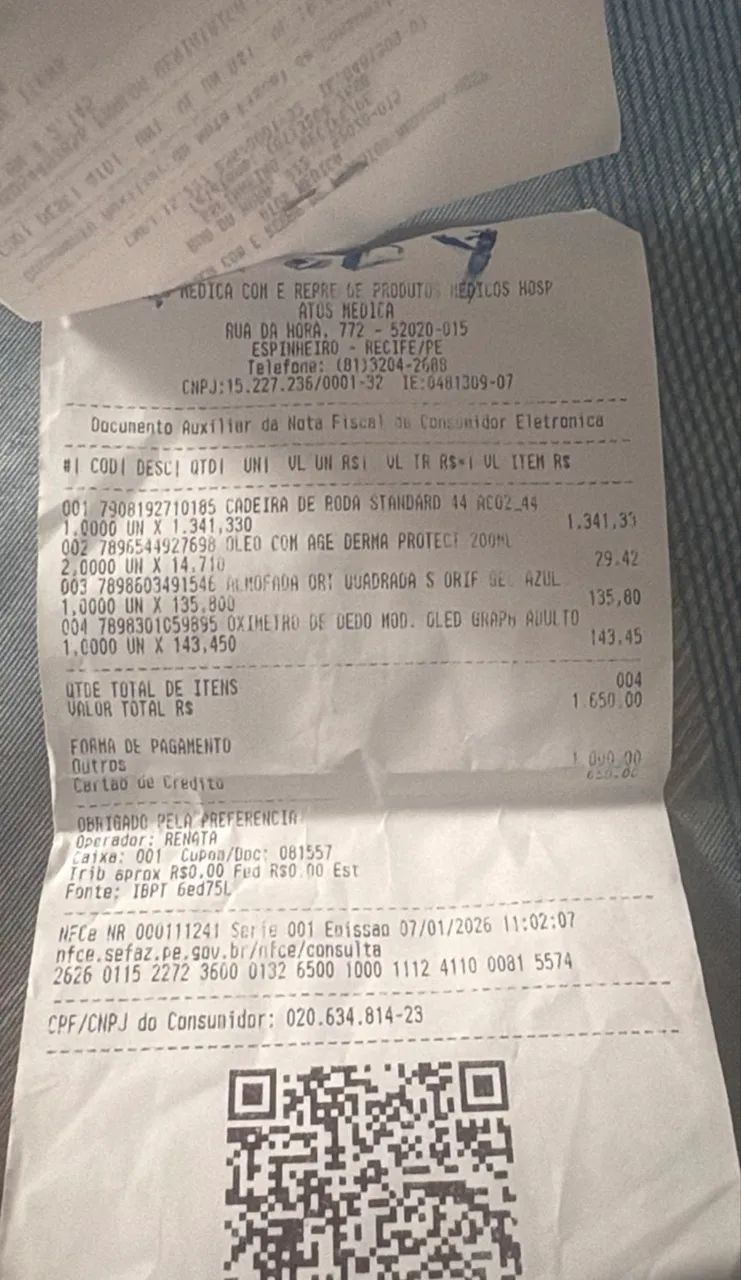 MEDICA COM E REPRE DE PRODUTOS MEDICOS HOSP
ATOS MEDICA
RUA DA HORA, 772 - 52020-015
ESPINHEIRO - RECIFE/PE
Telefone: (81)3204-2688
CNPJ:15.227.236/0001-32 IE:0481309-07
Documento Auxiliar da Nota Fiscal de Consumidor Eletronica
#| COD| DESC| QTD| UN| VL UN R$| VL TR R$*| VL ITEM R$
001 7908192710185 CADEIRA DE RODA STANDARD 44 AC02_44
1.0000 UN X 1.341,330 1.341,33
002 7896544927698 OLEO COM AGE DERMA PROTECT 200ML
2.0000 UN X 14.710 29.42
003 7898603491546 ALMOFADA ORT QUADRADA S ORIF GEL AZUL
1.0000 UN X 135.800 135,80
004 7898301059895 OXIMETRO DE DEDO MOD. OLED GRAPH ADULTO
1.0000 UN X 143.450 143.45
QTDE TOTAL DE ITENS 004
VALOR TOTAL R$ 1.650.00
FORMA DE PAGAMENTO
Outros 1.000.00
Cartao de Credito 650.00
OBRIGADO PELA PREFERENCIA
Operador: RENATA
Caixa: 001 Cupom/Doc: 081557
Trib aprox R$0.00 Fed R$0.00 Est
Fonte: IBPT 6ed75L
NFCe NR 000111241 Serie 001 Emissao 07/01/2026 11:02:07
nfce.sefaz.pe.gov.br/nfce/consulta
2626 0115 2272 3600 0132 6500 1000 1112 4110 0081 5574
CPF/CNPJ do Consumidor: 020.634.814-23